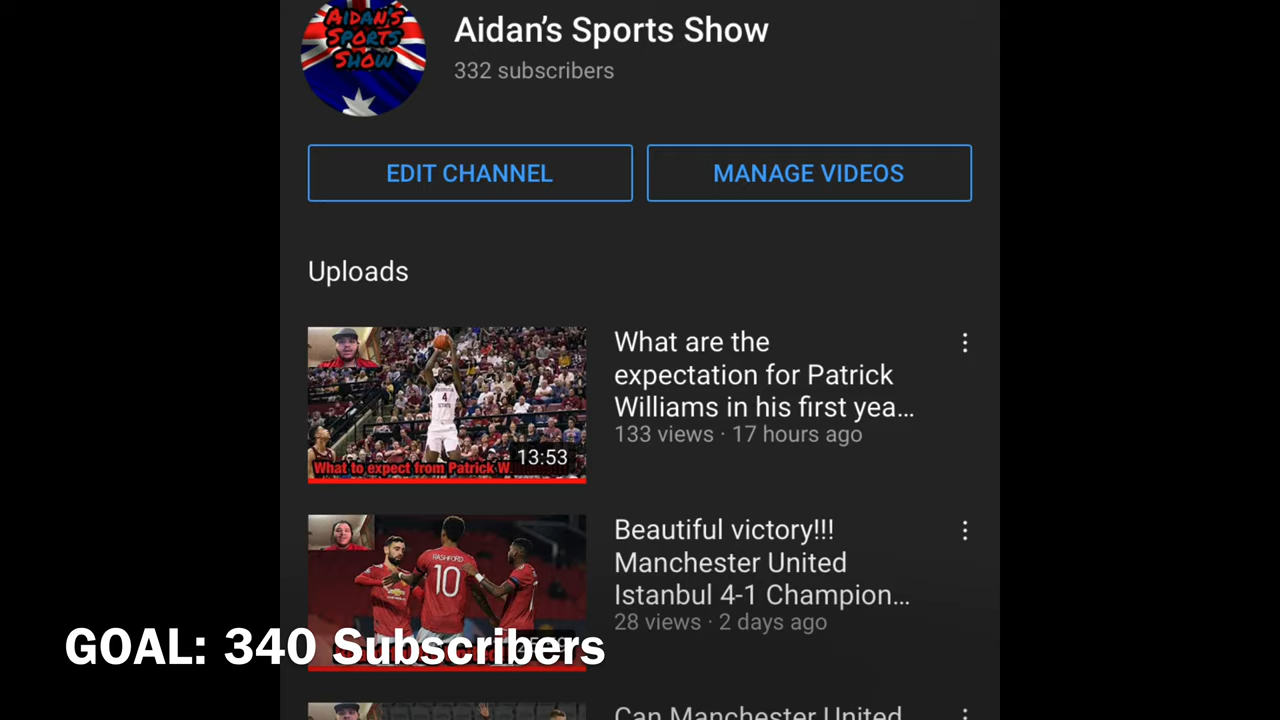 AIDAN'S
SPORTS
SHOW
Aidan's Sports Show
332 subscribers
EDIT CHANNEL
MANAGE VIDEOS
Uploads
What are the
expectation for Patrick
Williams in his first yea...
133 views · 17 hours ago
4
13:53
What to expect from Patrick W.
Beautiful victory!!!
Manchester United
Istanbul 4-1 Champion...
28 views · 2 days ago
RASHFORD
10
GOAL: 340 Subscribers
Can Manchester United